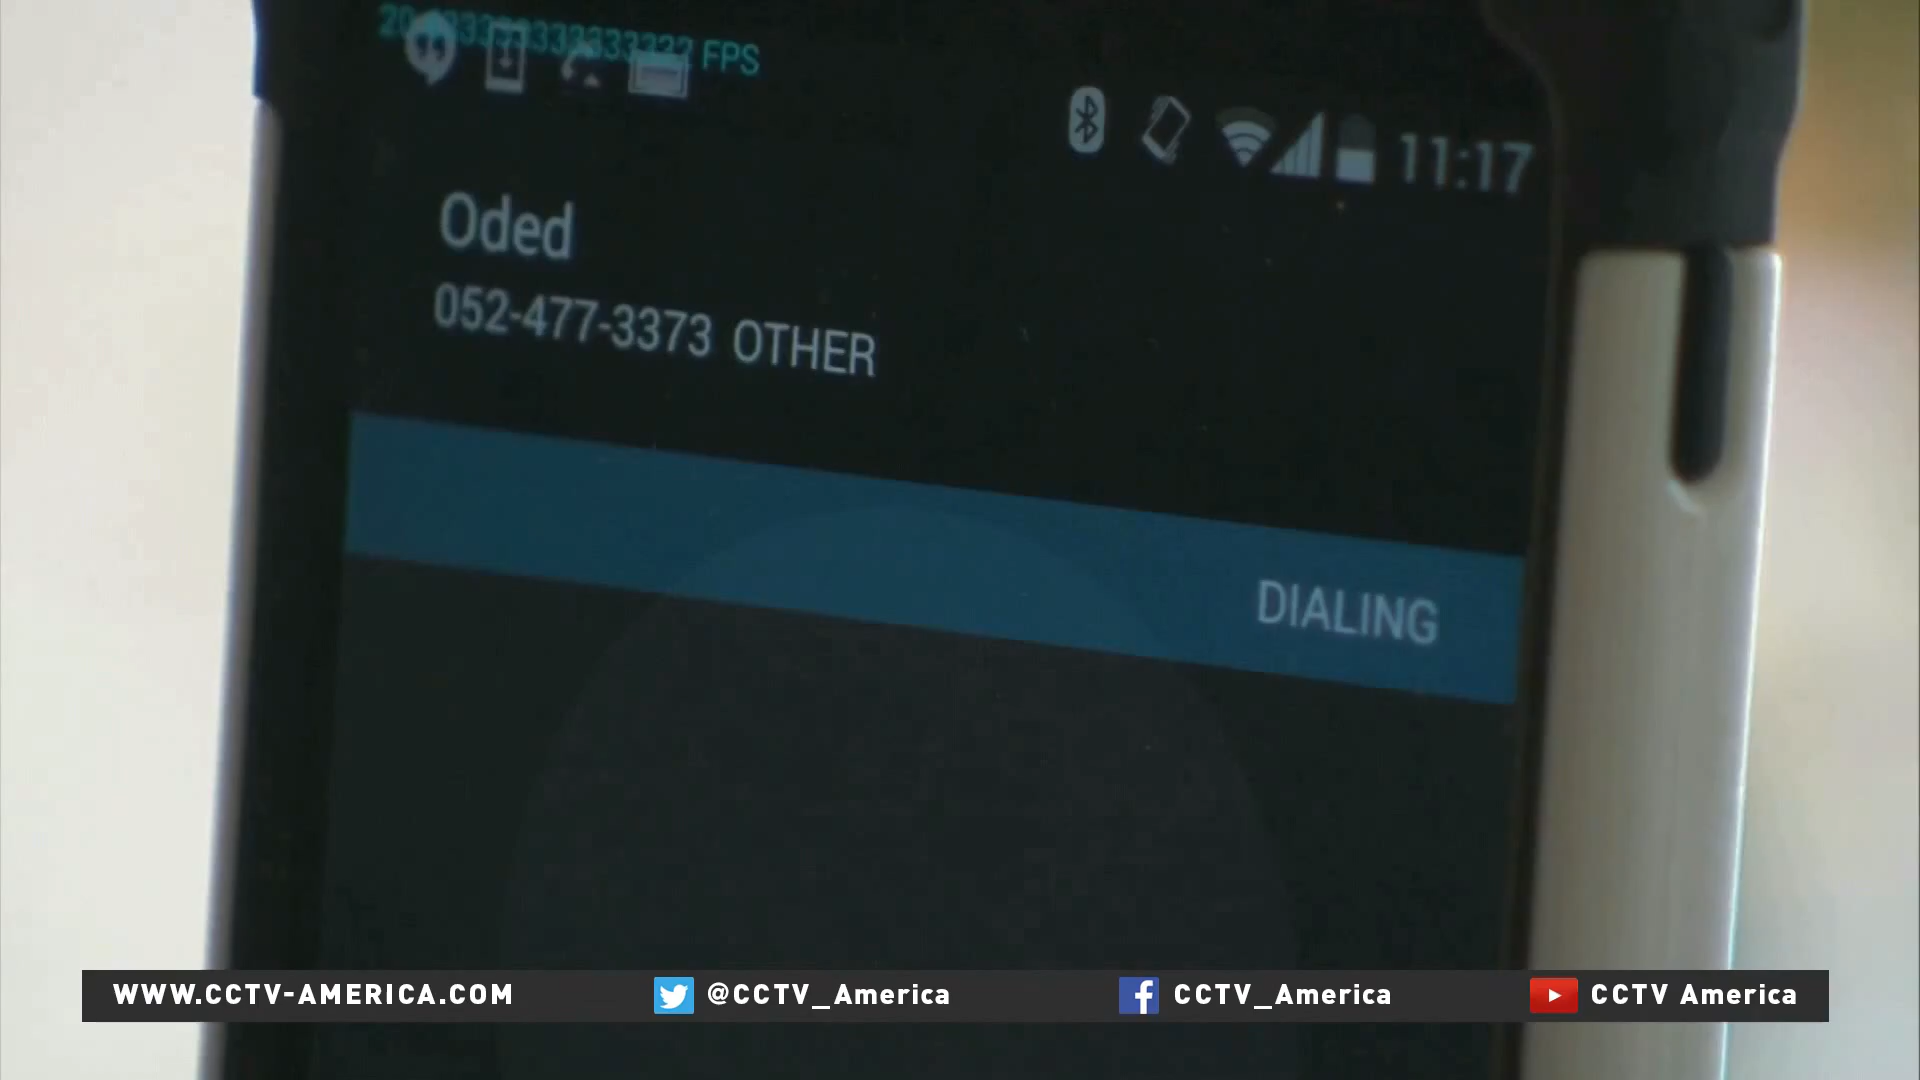 FPS
11:17
Oded
052-477-3373 OTHER
DIALING
WWW.CCTV-AMERICA.COM
@CCTV_America
CCTV_America
CCTV America